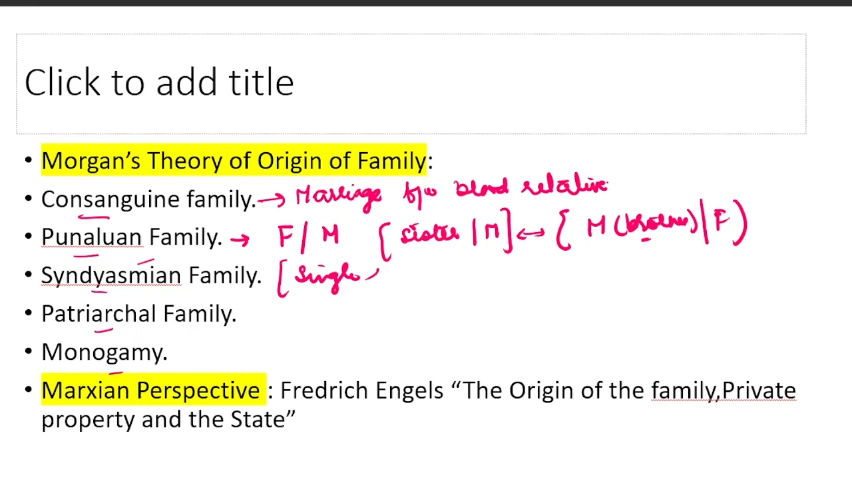 Click to add title
• Morgan's Theory of Origin of Family:
• Consanguine family. → Marriage b/w blood relative
• Punaluan Family. → F/M [sister/M] ↔ { M(brother)/F)
• Syndyasmian Family. [Single,
• Patriarchal Family.
• Monogamy.
• Marxian Perspective : Fredrich Engels “The Origin of the family,Private
property and the State”